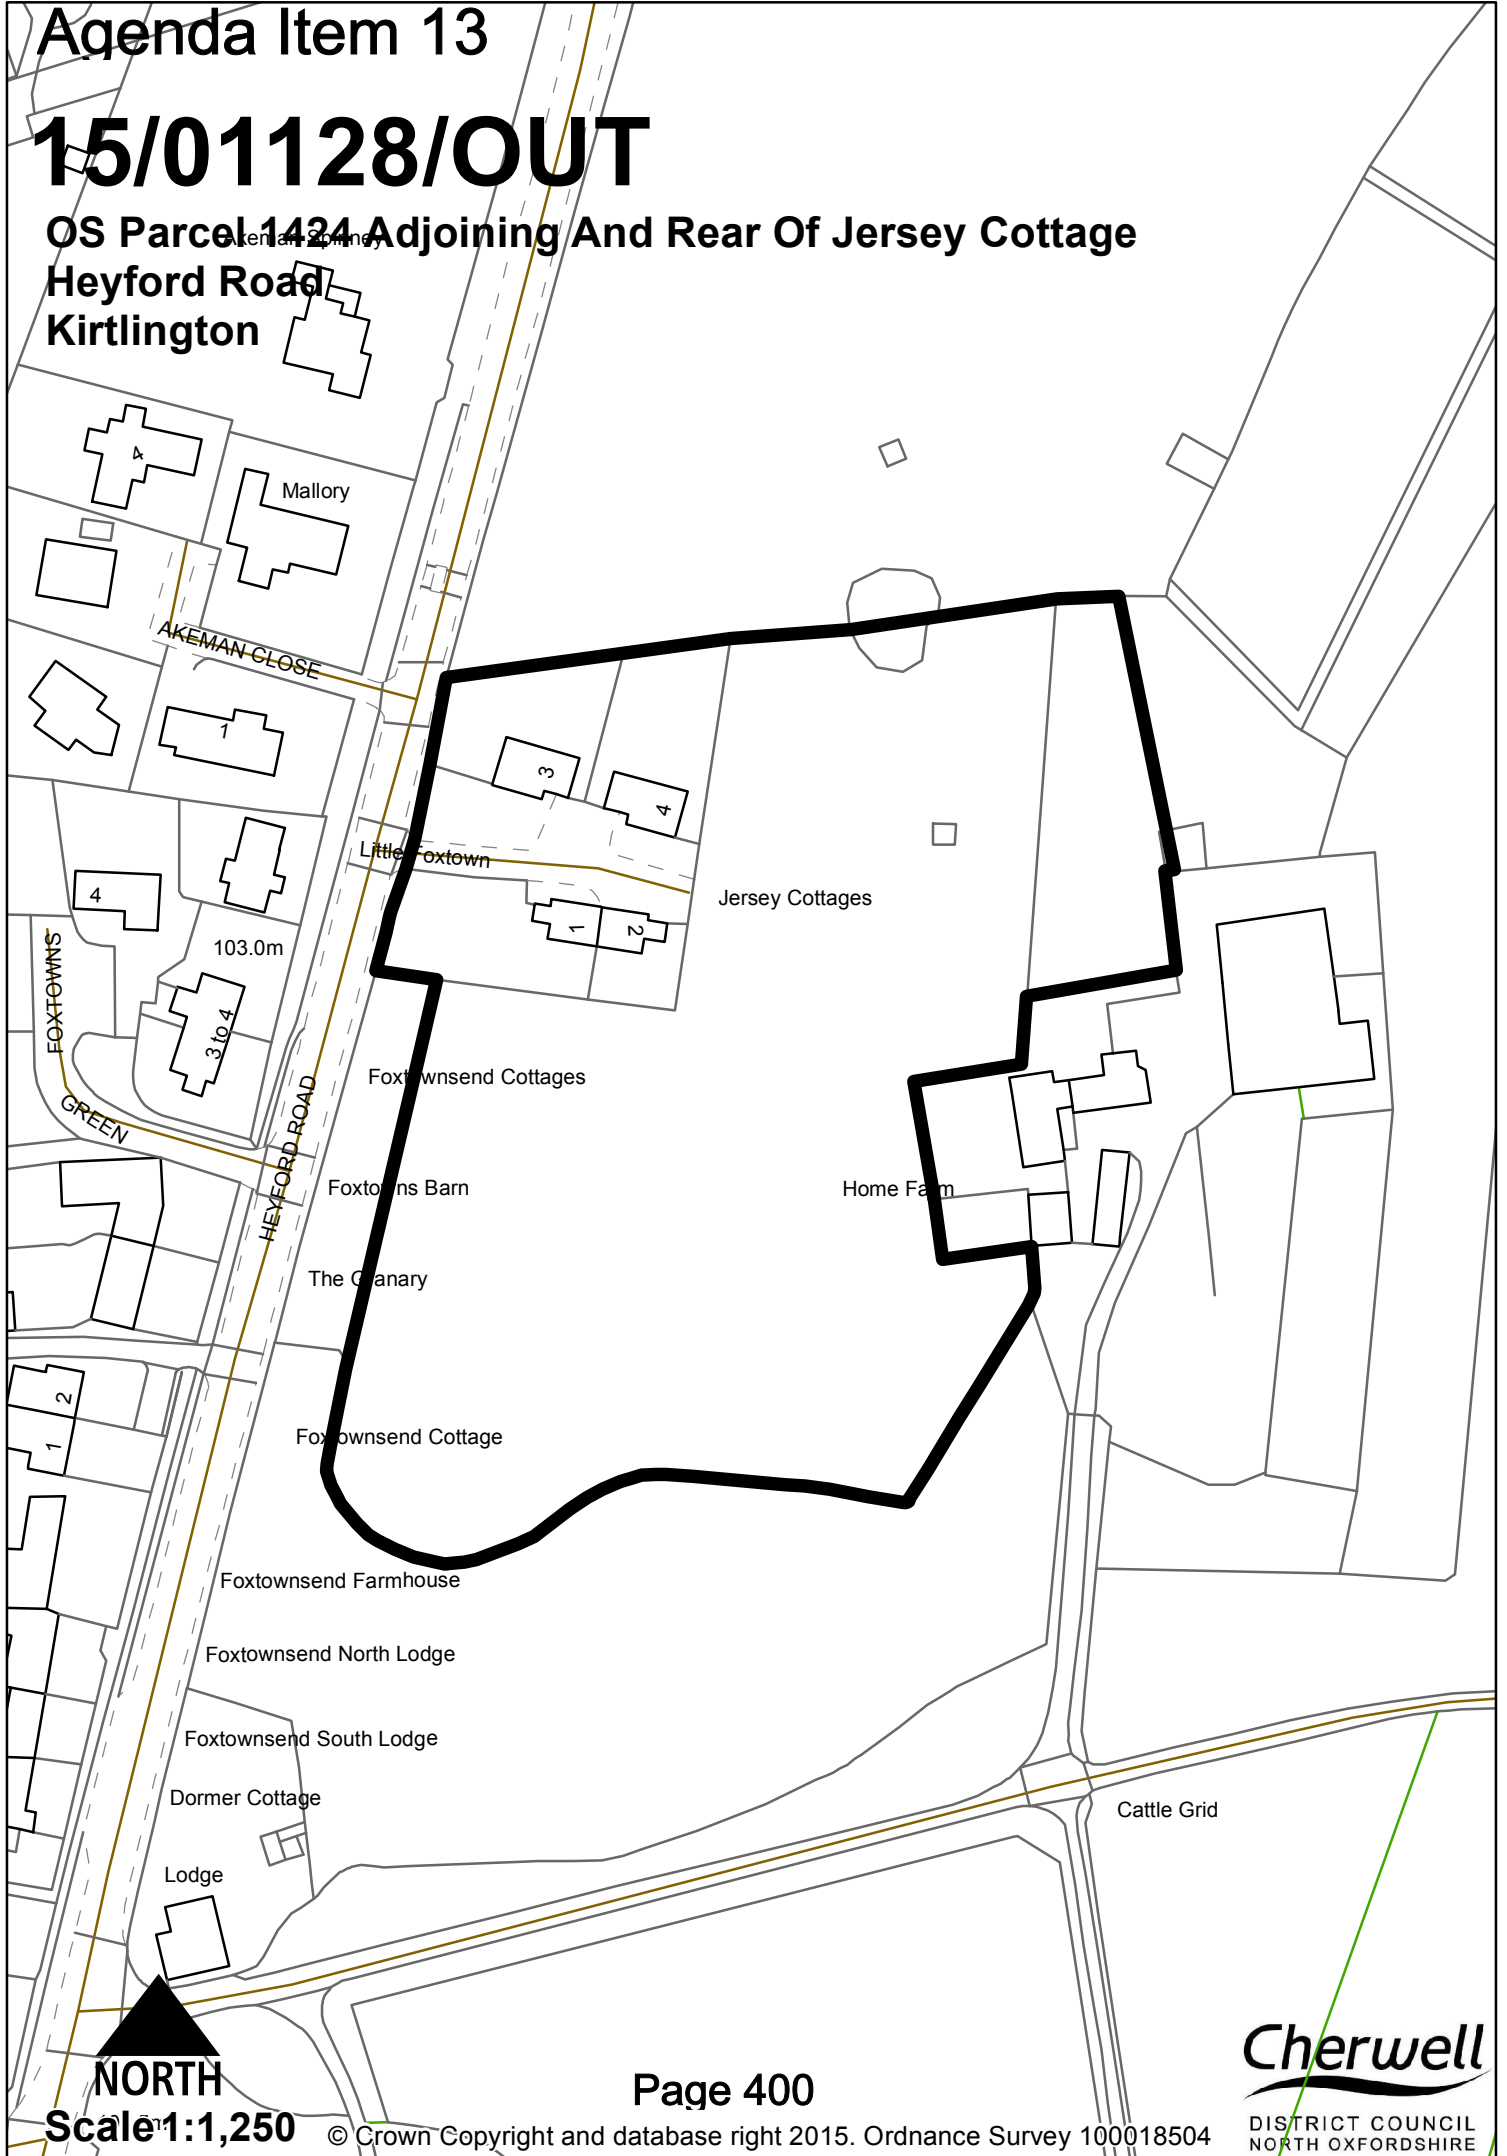 Agenda Item 13
15/01128/OUT
OS Parcel 1424 Adjoining And Rear Of Jersey Cottage
Akeman Spinney
Heyford Road
Kirtlington
4
Mallory
AKEMAN CLOSE
1
3
4
Little Foxtown
4
Jersey Cottages
1
2
103.0m
FOXTOWNS
3 to 4
Foxtownsend Cottages
GREEN
HEYFORD ROAD
Foxtowns Barn
Home Farm
The Granary
2
1
Foxtownsend Cottage
Foxtownsend Farmhouse
Foxtownsend North Lodge
Foxtownsend South Lodge
Dormer Cottage
Cattle Grid
Lodge
NORTH
Scale 1:1,250
Page 400
© Crown Copyright and database right 2015. Ordnance Survey 100018504
Cherwell
DISTRICT COUNCIL
NORTH OXFORDSHIRE